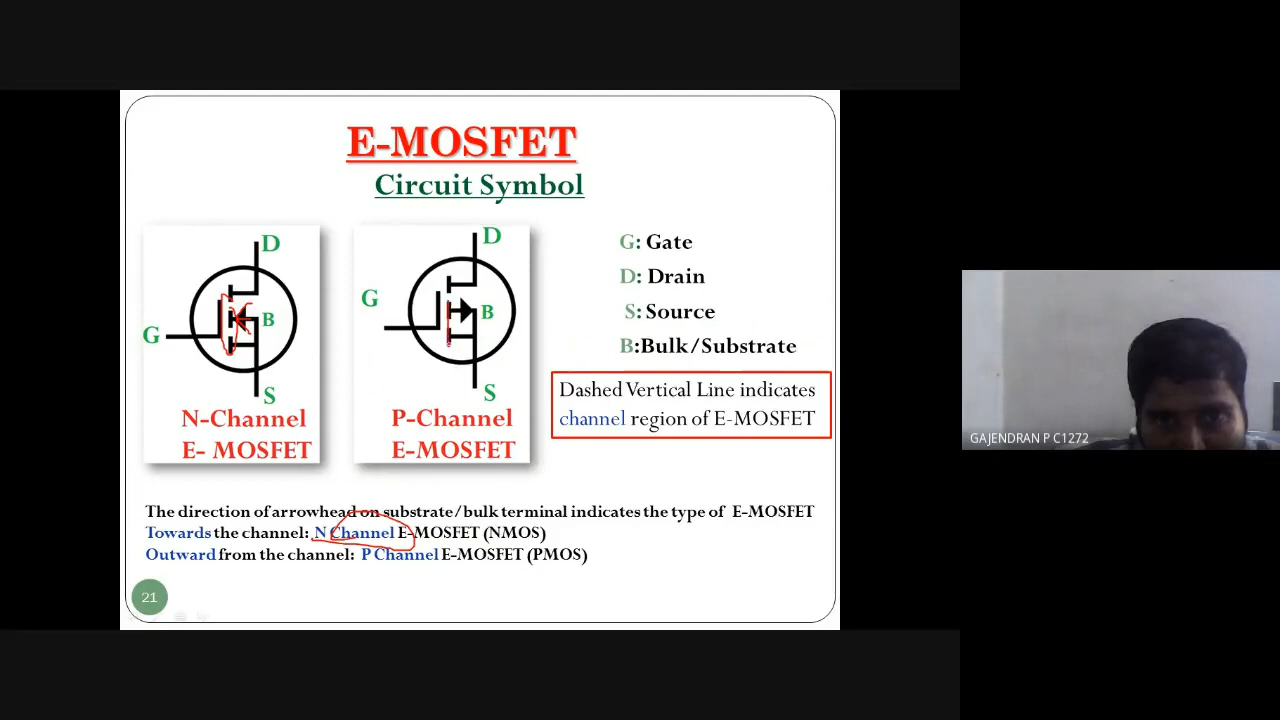 E-MOSFET
Circuit Symbol
D
G
B
S
N-Channel
E- MOSFET
D
G
B
S
P-Channel
E-MOSFET
G: Gate
D: Drain
S: Source
B:Bulk/Substrate
Dashed Vertical Line indicates
channel region of E-MOSFET
The direction of arrowhead on substrate/bulk terminal indicates the type of E-MOSFET
Towards the channel: N Channel E-MOSFET (NMOS)
Outward from the channel: P Channel E-MOSFET (PMOS)
21
GAJENDRAN P C1272